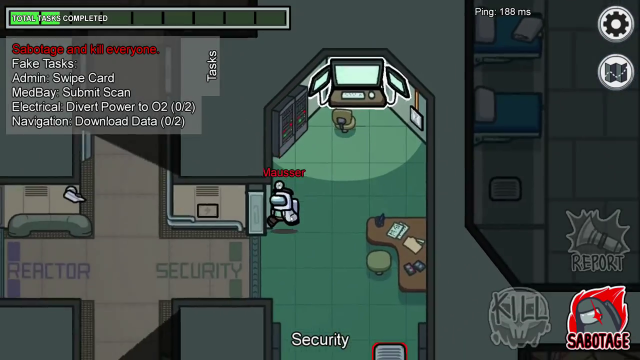 TOTAL TASKS COMPLETED
Ping: 188 ms
Sabotage and kill everyone.
Fake Tasks:
Admin: Swipe Card
MedBay: Submit Scan
Electrical: Divert Power to O2 (0/2)
Navigation: Download Data (0/2)
Tasks
Mausser
REACTOR
SECURITY
REPORT
KILL
SABOTAGE
Security